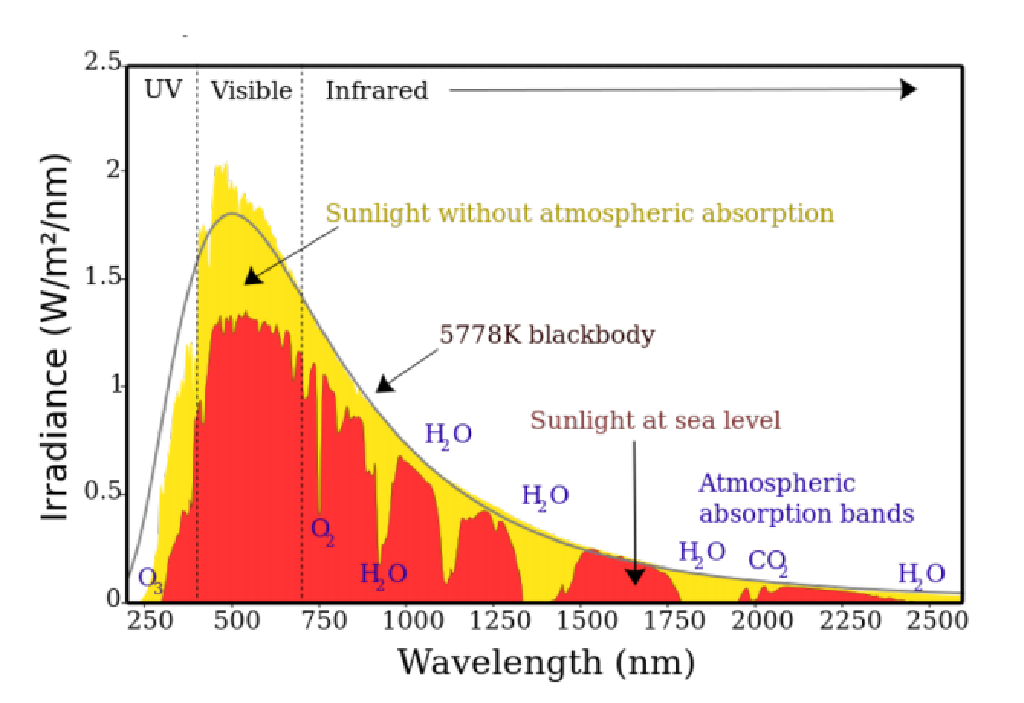 2.5
UV Visible Infrared
2
Sunlight without atmospheric absorption
1.5
5778K blackbody
1
Sunlight at sea level
H₂O
H₂O
Atmospheric
absorption bands
0.5
O₂
H₂O CO₂ H₂O
O₃ H₂O
0
250 500 750 1000 1250 1500 1750 2000 2250 2500
Wavelength (nm)
Irradiance (W/m²/nm)